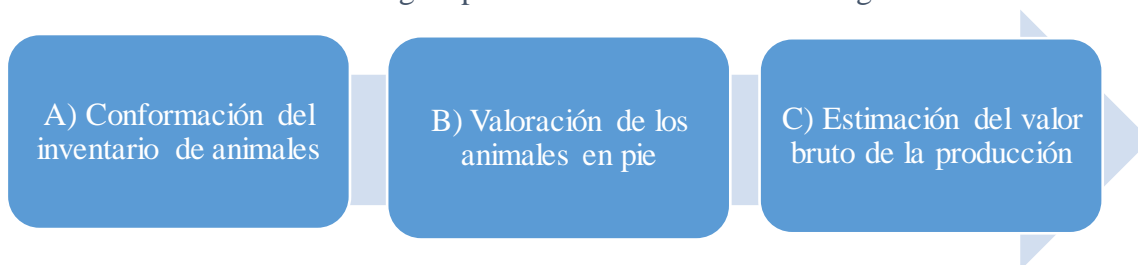 A) Conformación del
inventario de animales
B) Valoración de los
animales en pie
C) Estimación del valor
bruto de la producción